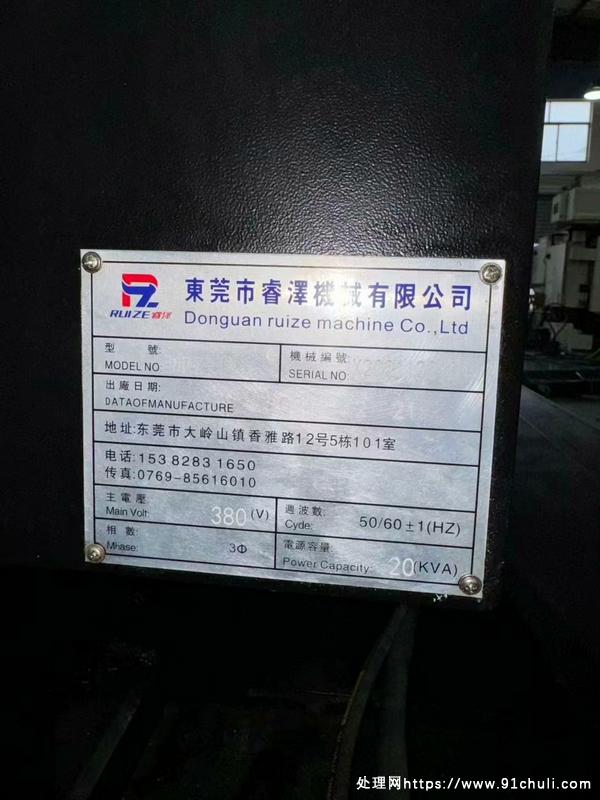 RUIZE 睿泽
東莞市睿澤機械有限公司
Donguan ruize machine Co.,Ltd
型 號:
MODEL NO:
機械編號:
SERIAL NO:
出廠日期:
DATAOFMANUFACTURE
21
地址:东莞市大岭山镇香雅路12号5栋101室
电话:153 8283 1650
传真:0769-85616010
主電壓:
Main Volt: 380 (V)
週波數:
Cyde: 50/60±1(HZ)
相 數:
Mhase: 3Φ
電源容量:
Power Capacity: 20(KVA)
处理网https://www.91chuli.com/